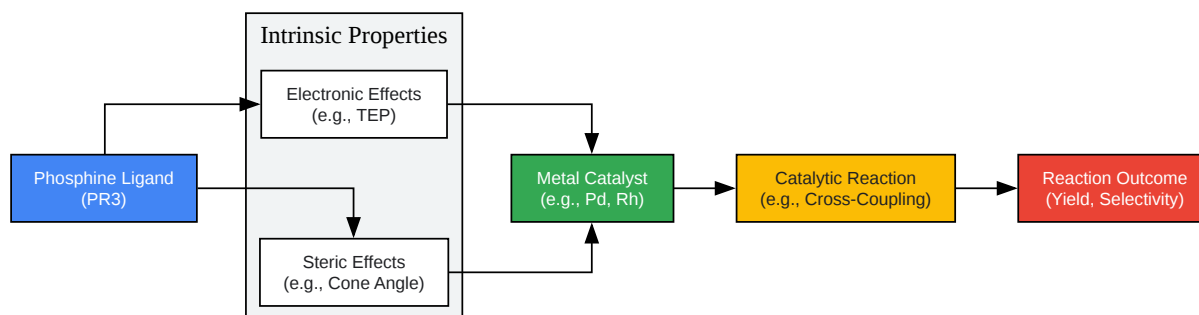 Intrinsic Properties
Electronic Effects
(e.g., TEP)
Phosphine Ligand
(PR3)
Metal Catalyst
(e.g., Pd, Rh)
Catalytic Reaction
(e.g., Cross-Coupling)
Reaction Outcome
(Yield, Selectivity)
Steric Effects
(e.g., Cone Angle)